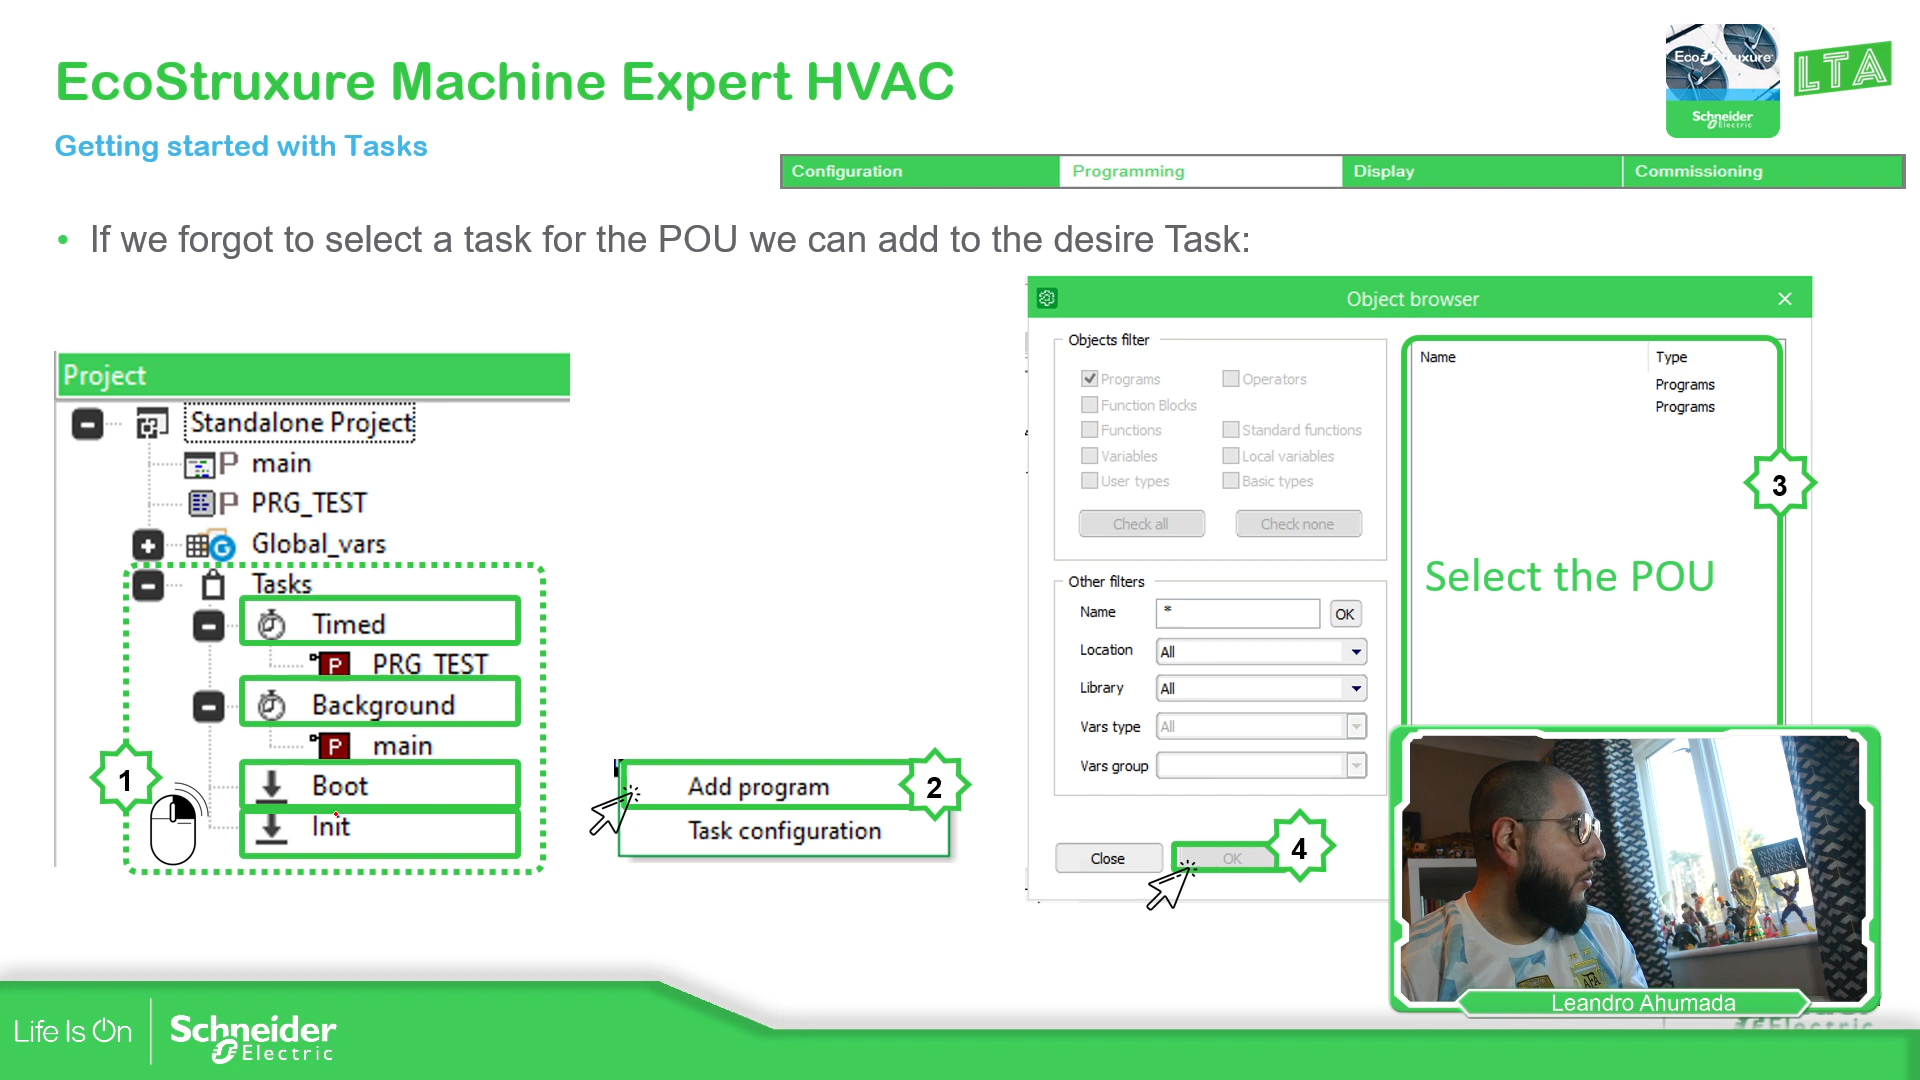 EcoStruxure Machine Expert HVAC
Getting started with Tasks
EcoStruxure
Schneider
Electric
LTA
Configuration
Programming
Display
Commissioning
• If we forgot to select a task for the POU we can add to the desire Task:
Project
Standalone Project
P main
P PRG_TEST
G Global_vars
Tasks
Timed
P PRG TEST
Background
P main
Boot
Init
1
Add program
2
Task configuration
Object browser
Objects filter
Programs
Operators
Function Blocks
Functions
Standard functions
Variables
Local variables
User types
Basic types
Check all
Check none
Other filters
Name
*
OK
Location
All
Library
All
Vars type
All
Vars group
Close
OK
4
Name
Type
Programs
Programs
3
Select the POU
AFA
Leandro Ahumada
Electric
Life Is On
Schneider
Electric